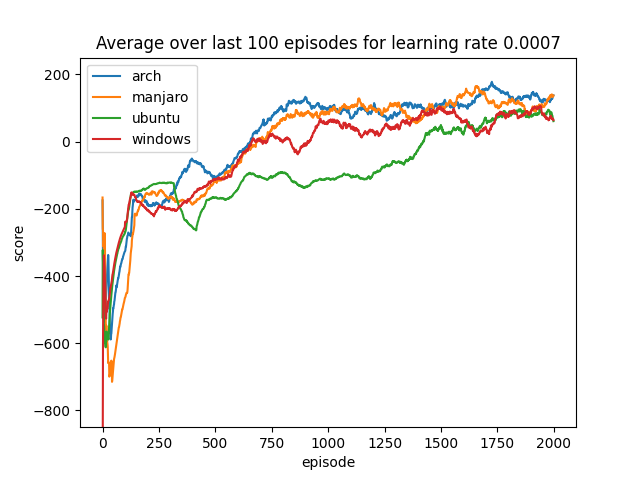 Average over last 100 episodes for learning rate 0.0007
arch
manjaro
ubuntu
windows
200
0
−200
−400
−600
−800
score
0 250 500 750 1000 1250 1500 1750 2000
episode